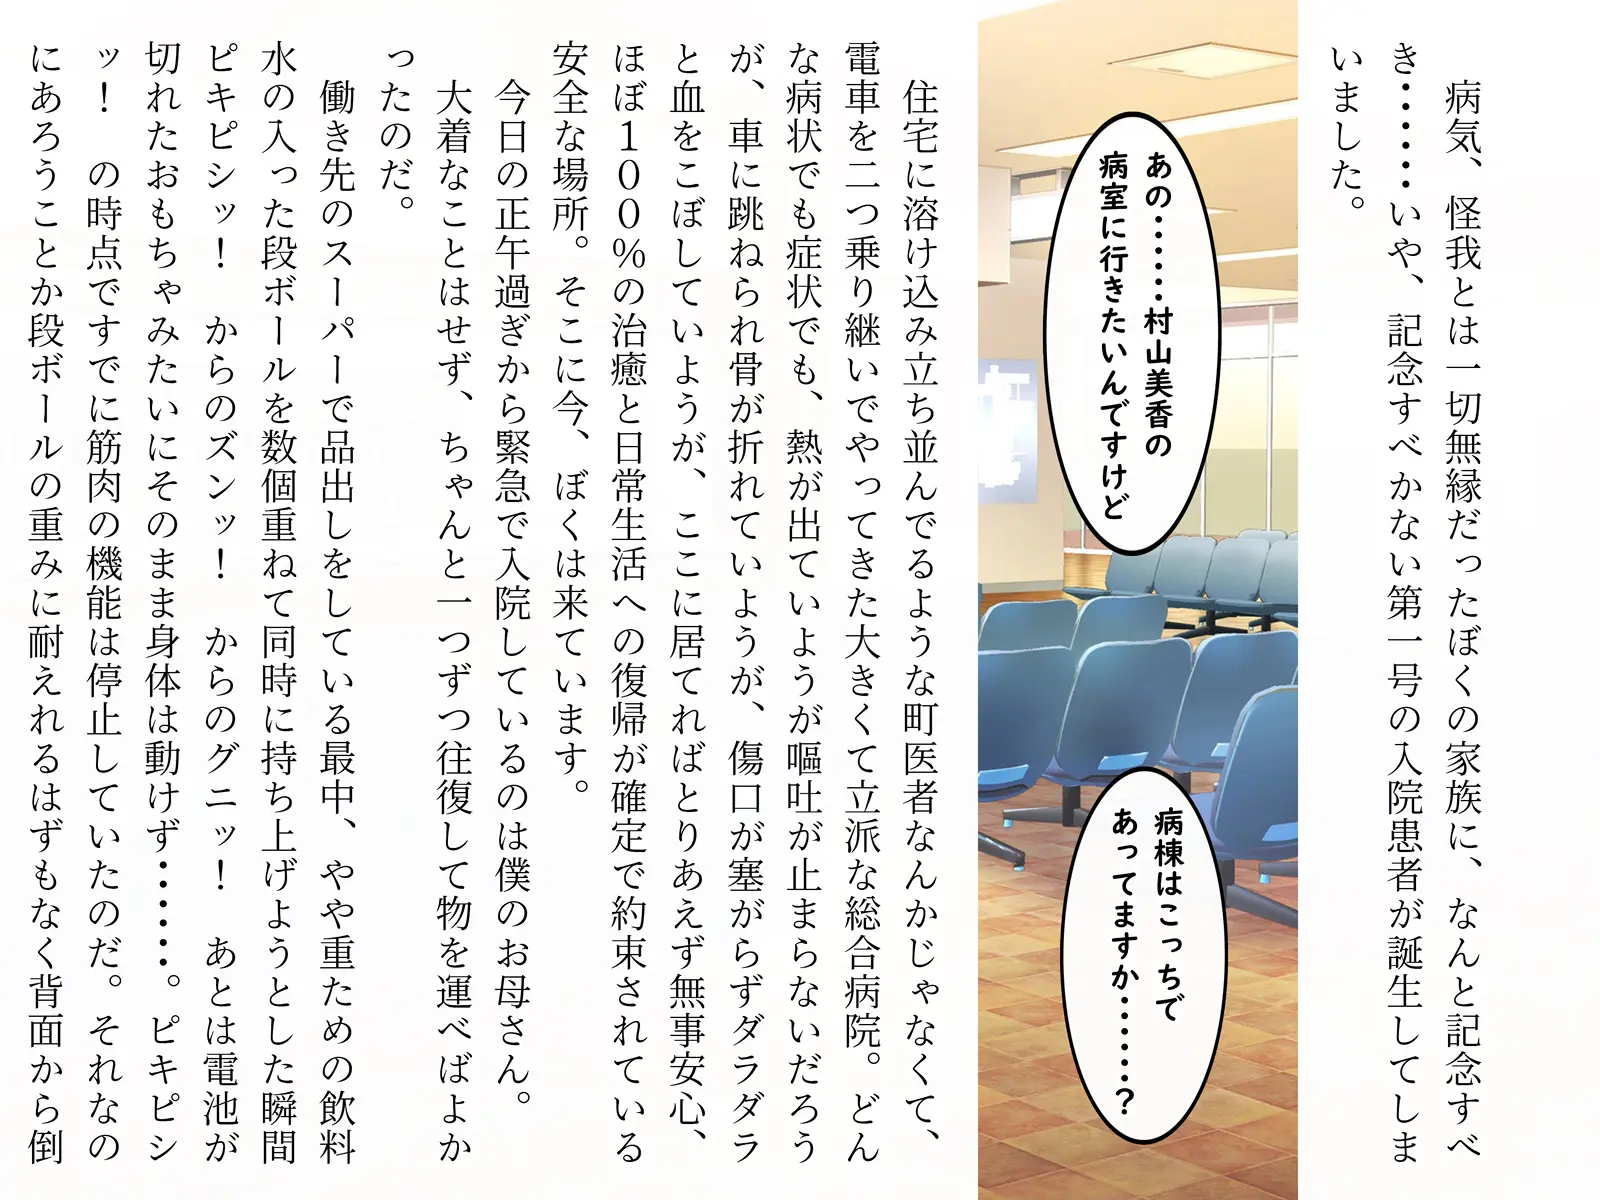 病気、怪我とは一切無縁だったぼくの家族に、なんと記念すべ
き……いや、記念すべかない第一号の入院患者が誕生してしま
いました。
あの……村山美香の
病室に行きたいんですけど
病棟はこっちで
あってますか……？
住宅に溶け込み立ち並んでるような町医者なんかじゃなくて、
電車を二つ乗り継いでやってきた大きくて立派な総合病院。どん
な病状でも症状でも、熱が出ていようが嘔吐が止まらないだろう
が、車に跳ねられ骨が折れていようが、傷口が塞がらずダラダラ
と血をこぼしていようが、ここに居てればとりあえず無事安心、
ほぼ１００％の治癒と日常生活への復帰が確定で約束されている
安全な場所。そこに今、ぼくは来ています。
今日の正午過ぎから緊急で入院しているのは僕のお母さん。
大着なことはせず、ちゃんと一つずつ往復して物を運べばよか
ったのだ。
働き先のスーパーで品出しをしている最中、やや重ための飲料
水の入った段ボールを数個重ねて同時に持ち上げようとした瞬間
ピキピシッ！　からのズンッ！　からのグニッ！　あとは電池が
切れたおもちゃみたいにそのまま身体は動けず……。ピキピシ
ッ！　の時点ですでに筋肉の機能は停止していたのだ。それなの
にあろうことか段ボールの重みに耐えれるはずもなく背面から倒